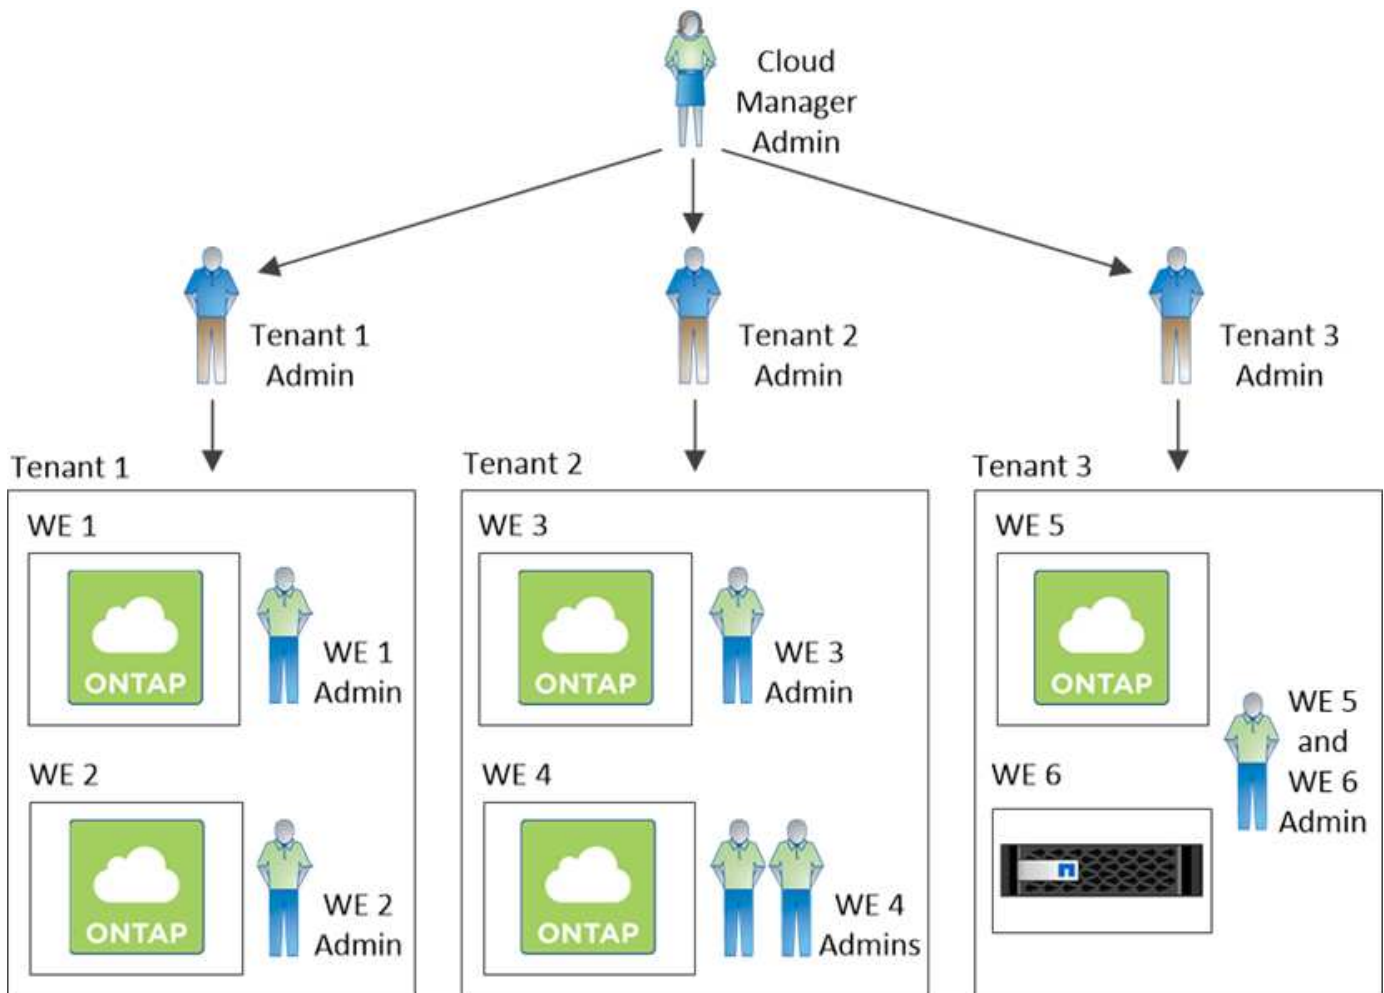 Cloud
Manager
Admin
Tenant 1
Admin
Tenant 2
Admin
Tenant 3
Admin
Tenant 1
WE 1
ONTAP
WE 1
Admin
WE 2
ONTAP
WE 2
Admin
Tenant 2
WE 3
ONTAP
WE 3
Admin
WE 4
ONTAP
WE 4
Admins
Tenant 3
WE 5
ONTAP
WE 6
WE 5
and
WE 6
Admin